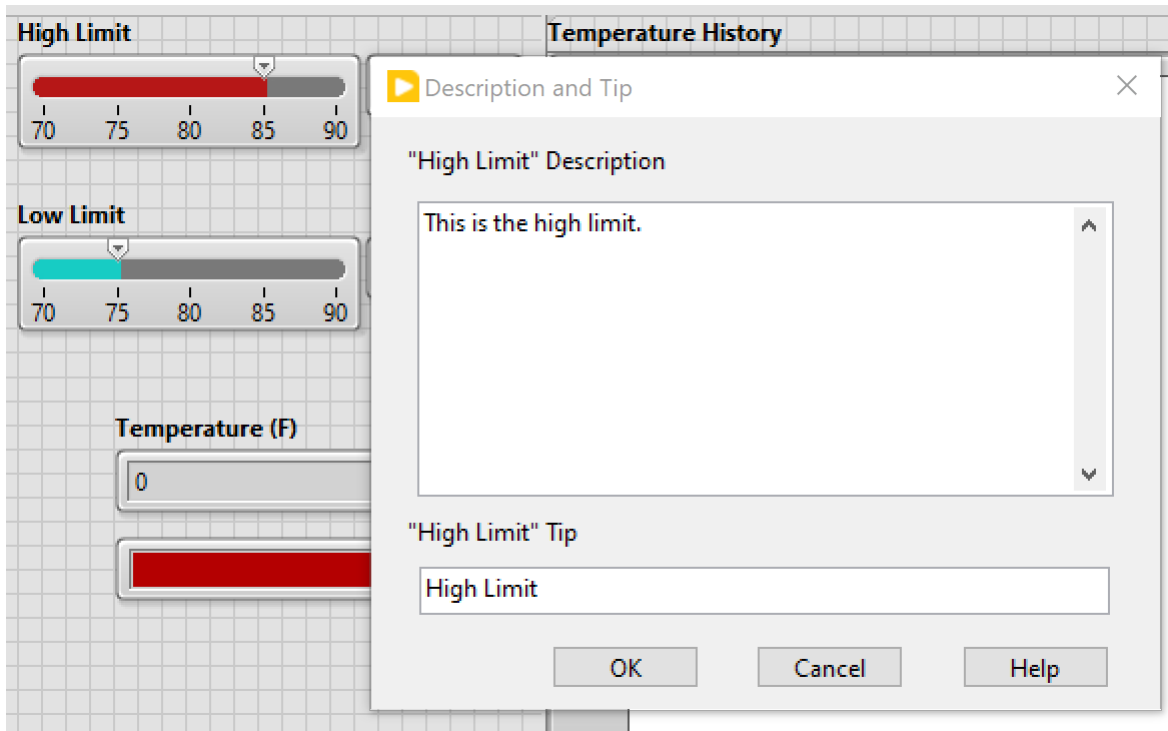 High Limit
Temperature History
70 75 80 85 90
Low Limit
70 75 80 85 90
Temperature (F)
0
Description and Tip
"High Limit" Description
This is the high limit.
"High Limit" Tip
High Limit
OK Cancel Help